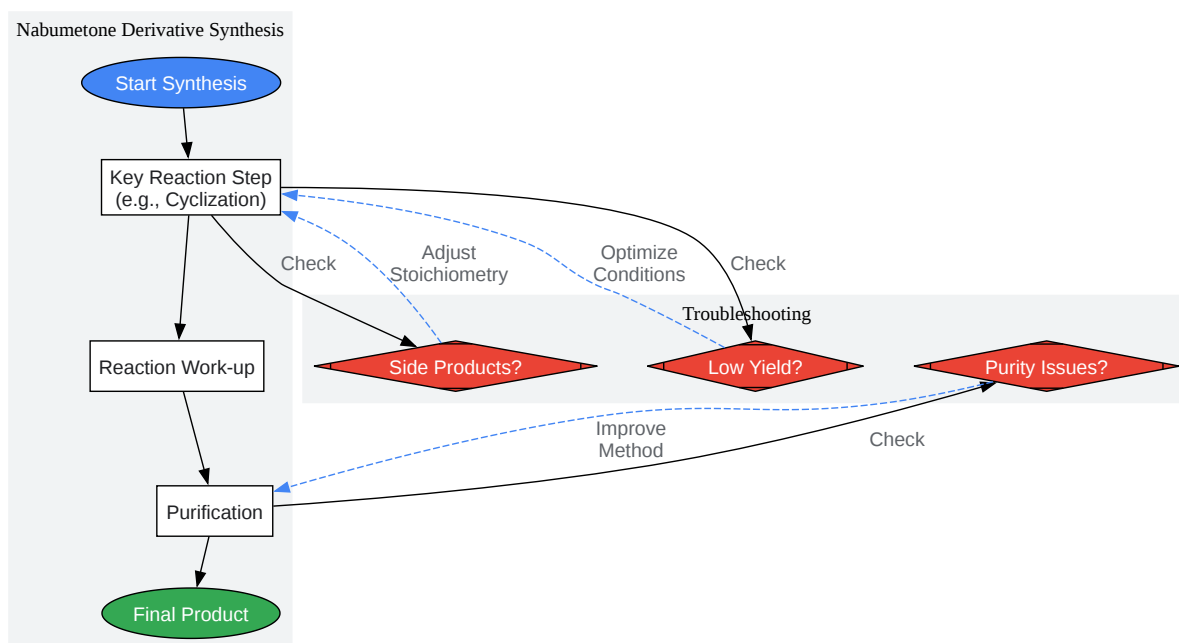 Nabumetone Derivative Synthesis
Start Synthesis
Key Reaction Step
(e.g., Cyclization)
Check
Adjust
Stoichiometry
Optimize
Conditions
Check
Troubleshooting
Reaction Work-up
Side Products?
Low Yield?
Purity Issues?
Improve
Method
Check
Purification
Final Product